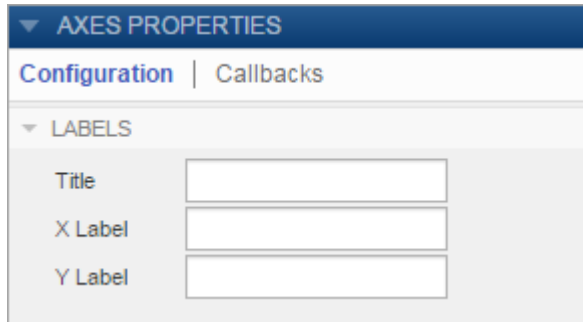 AXES PROPERTIES
Configuration | Callbacks
LABELS
Title
X Label
Y Label